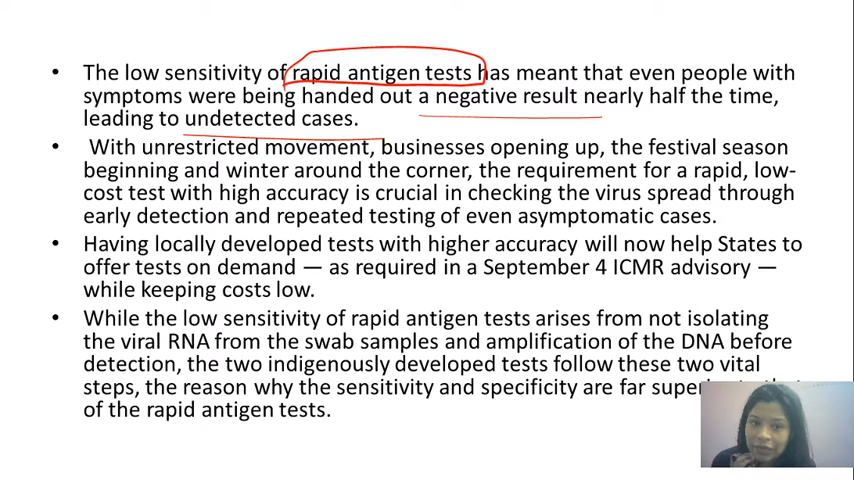 • The low sensitivity of rapid antigen tests has meant that even people with
symptoms were being handed out a negative result nearly half the time,
leading to undetected cases.
• With unrestricted movement, businesses opening up, the festival season
beginning and winter around the corner, the requirement for a rapid, low-
cost test with high accuracy is crucial in checking the virus spread through
early detection and repeated testing of even asymptomatic cases.
• Having locally developed tests with higher accuracy will now help States to
offer tests on demand — as required in a September 4 ICMR advisory —
while keeping costs low.
• While the low sensitivity of rapid antigen tests arises from not isolating
the viral RNA from the swab samples and amplification of the DNA before
detection, the two indigenously developed tests follow these two vital
steps, the reason why the sensitivity and specificity are far
of the rapid antigen tests.